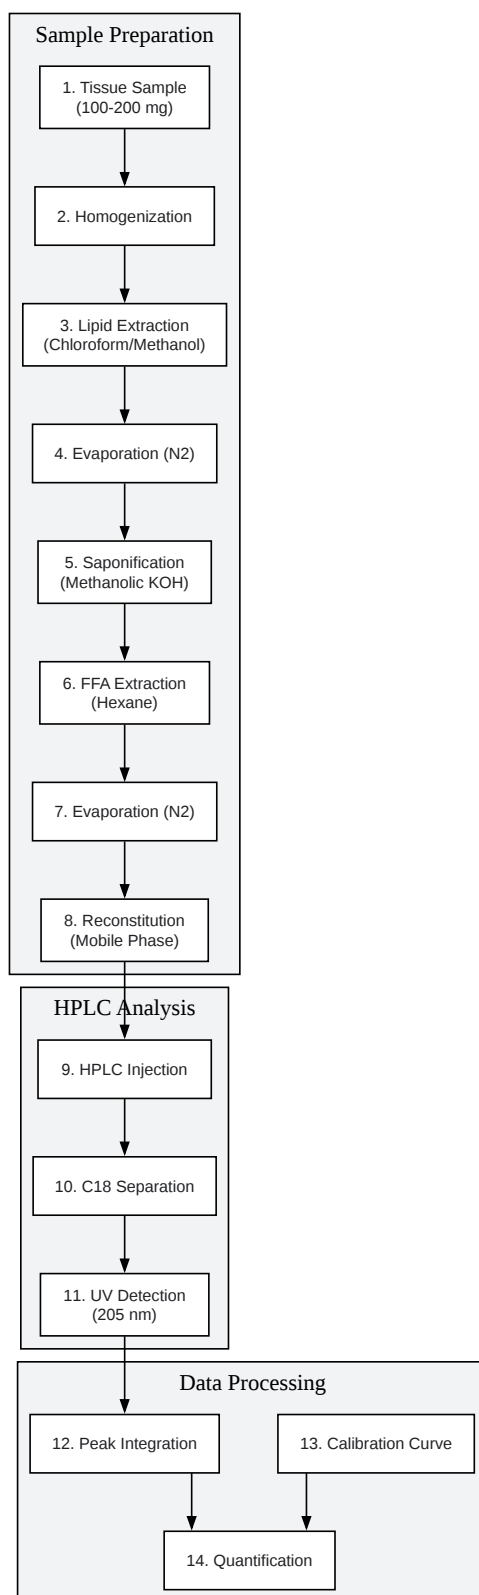 Sample Preparation
1. Tissue Sample
(100-200 mg)
2. Homogenization
3. Lipid Extraction
(Chloroform/Methanol)
4. Evaporation (N2)
5. Saponification
(Methanolic KOH)
6. FFA Extraction
(Hexane)
7. Evaporation (N2)
8. Reconstitution
(Mobile Phase)
HPLC Analysis
9. HPLC Injection
10. C18 Separation
11. UV Detection
(205 nm)
Data Processing
12. Peak Integration
13. Calibration Curve
14. Quantification